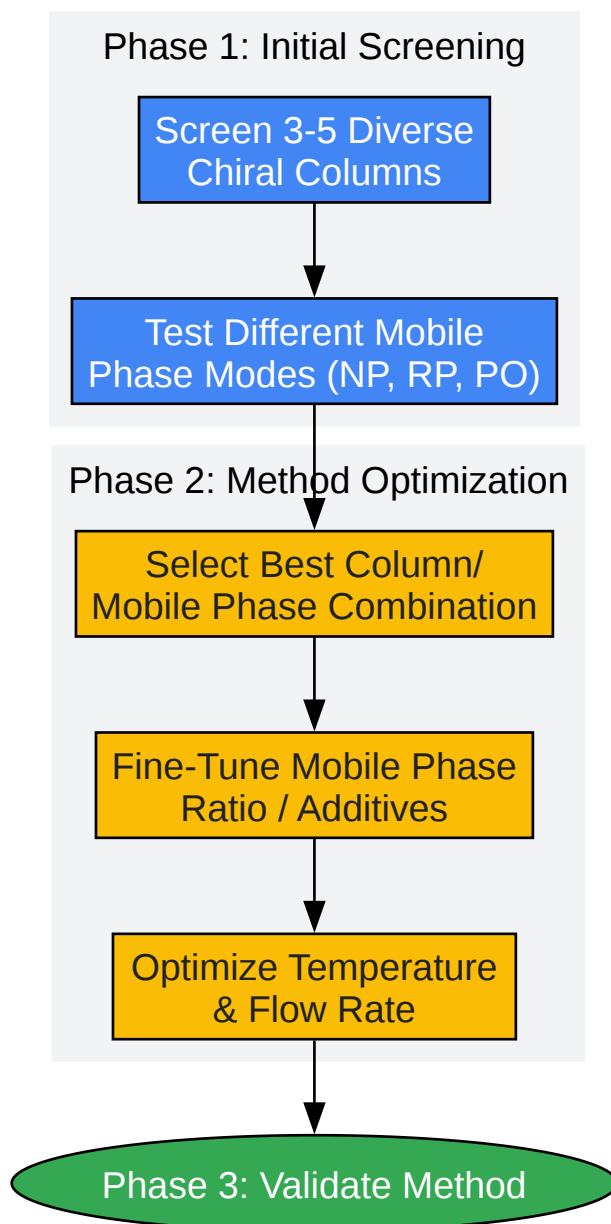 Phase 1: Initial Screening
Screen 3-5 Diverse
Chiral Columns
Test Different Mobile
Phase Modes (NP, RP, PO)
Phase 2: Method Optimization
Select Best Column/
Mobile Phase Combination
Fine-Tune Mobile Phase
Ratio / Additives
Optimize Temperature
& Flow Rate
Phase 3: Validate Method